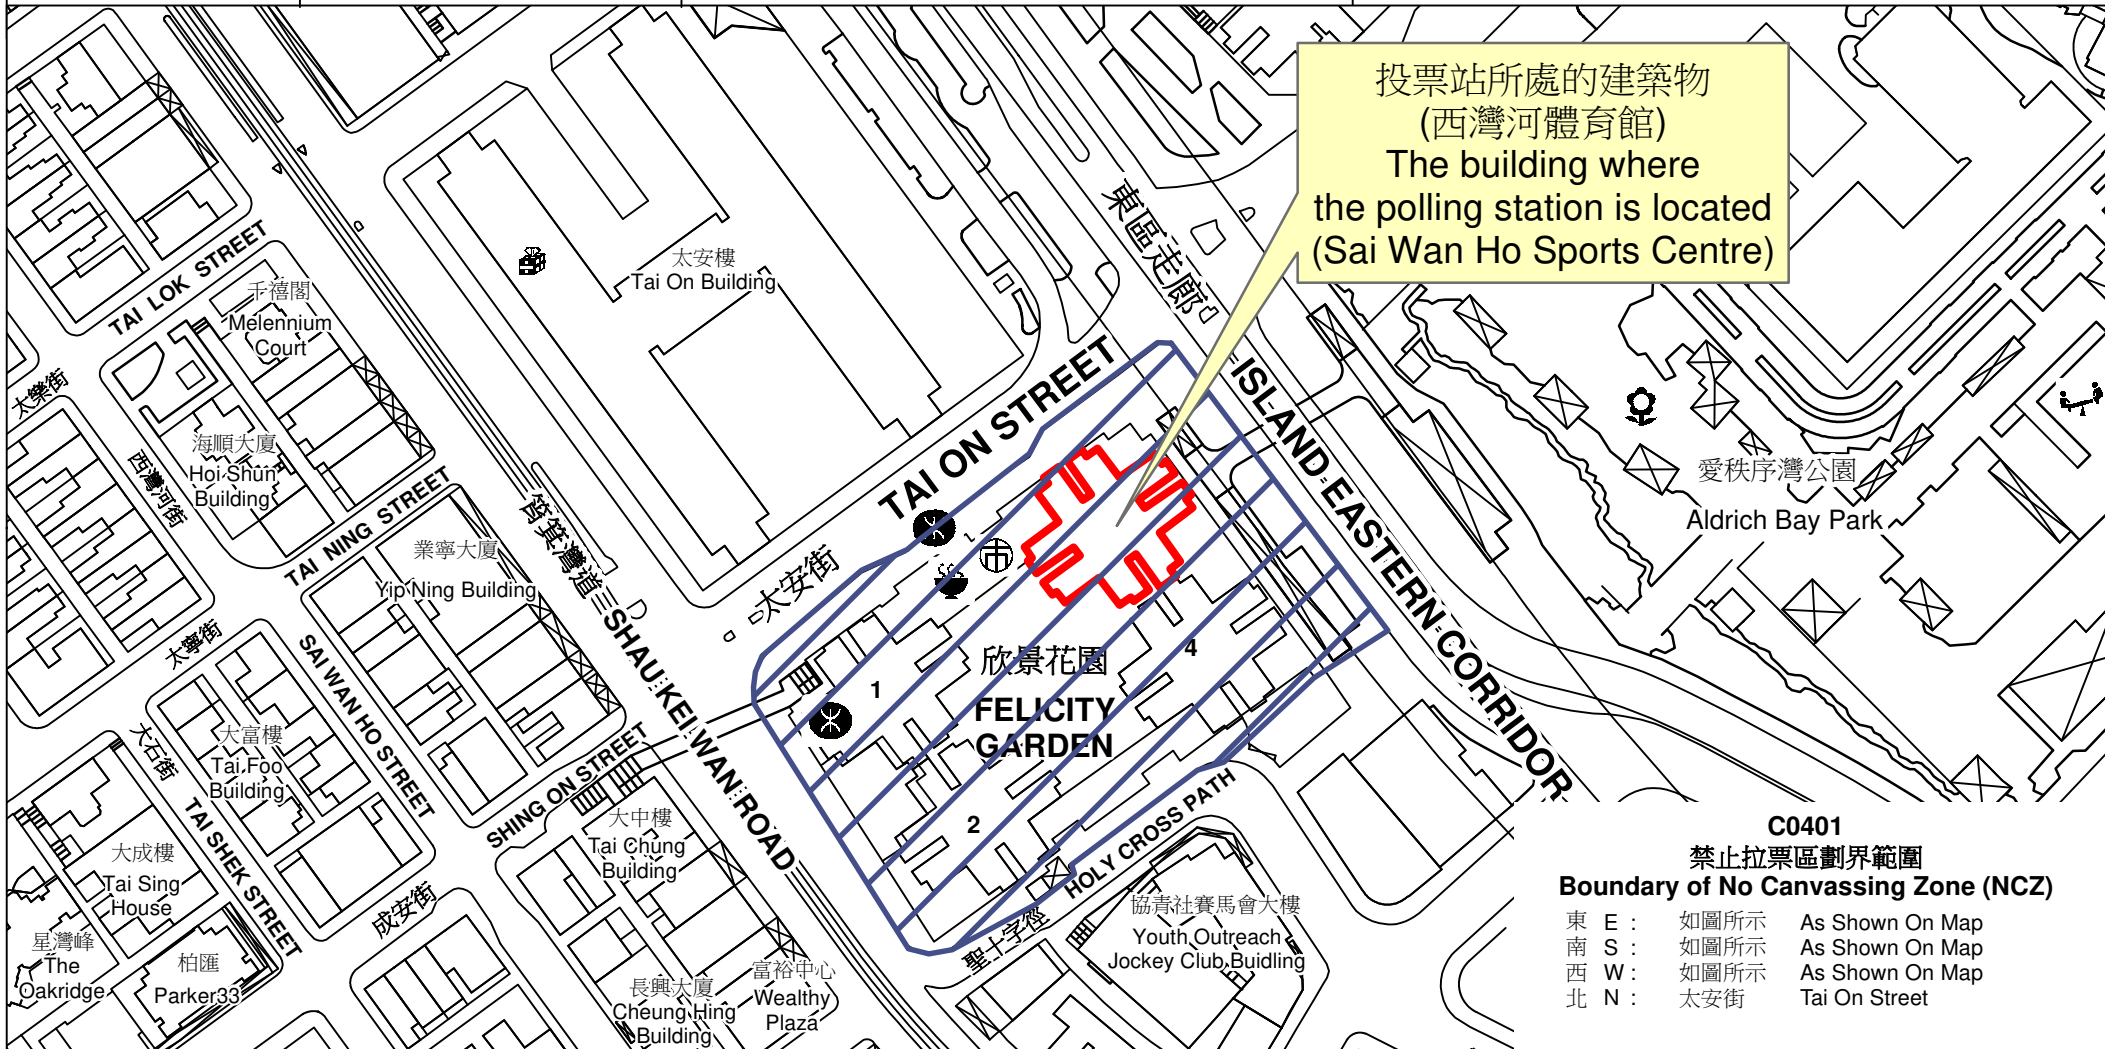 投票站所處的建築物
(西灣河體育館)
The building where
the polling station is located
(Sai Wan Ho Sports Centre)
東區走廊
ISLAND EASTERN CORRIDOR
太安樓
Tai On Building
TAI LOK STREET
千禧閣
Melennium
Court
太樂街
海順大廈
Hoi Shun
Building
西灣河街
TAI NING STREET
業寧大廈
Yip Ning Building
筲箕灣道
SHAU KEI WAN ROAD
TAI ON STREET
太安街
市
愛秩序灣公園
Aldrich Bay Park
欣景花園
FELICITY
GARDEN
1
2
4
太寧街
SAI WAN HO STREET
大石街
TAI SHEK STREET
大富樓
Tai Foo
Building
SHING ON STREET
成安街
大成樓
Tai Sing
House
星灣峰
The
Oakridge
柏匯
Parker33
大中樓
Tai Chung
Building
長興大廈
Cheung Hing
Building
富裕中心
Wealthy
Plaza
HOLY CROSS PATH
聖十字徑
協青社賽馬會大樓
Youth Outreach
Jockey Club Buidling
C0401
禁止拉票區劃界範圍
Boundary of No Canvassing Zone (NCZ)
東 E : 如圖所示 As Shown On Map
南 S : 如圖所示 As Shown On Map
西 W : 如圖所示 As Shown On Map
北 N : 太安街 Tai On Street